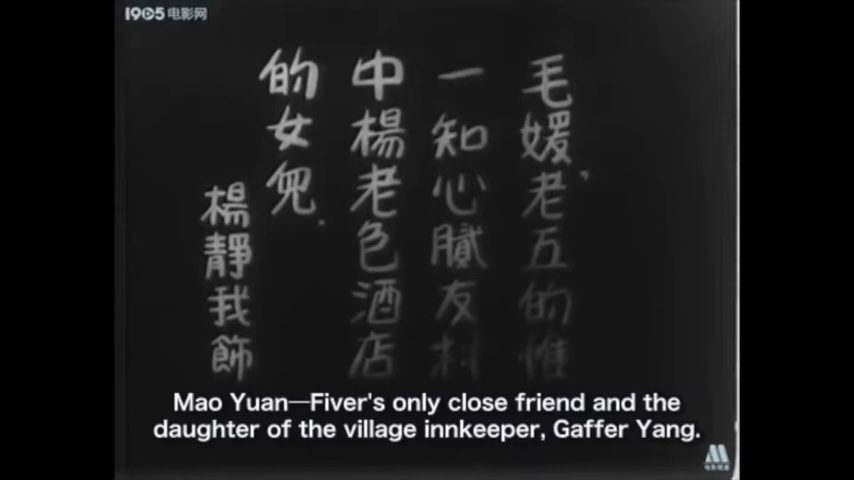 1905电影网
毛媛,老五的惟
一知心膩友村
中楊老色酒店
的女兒.
楊靜我飾
Mao Yuan—Fiver's only close friend and the
daughter of the village innkeeper, Gaffer Yang.